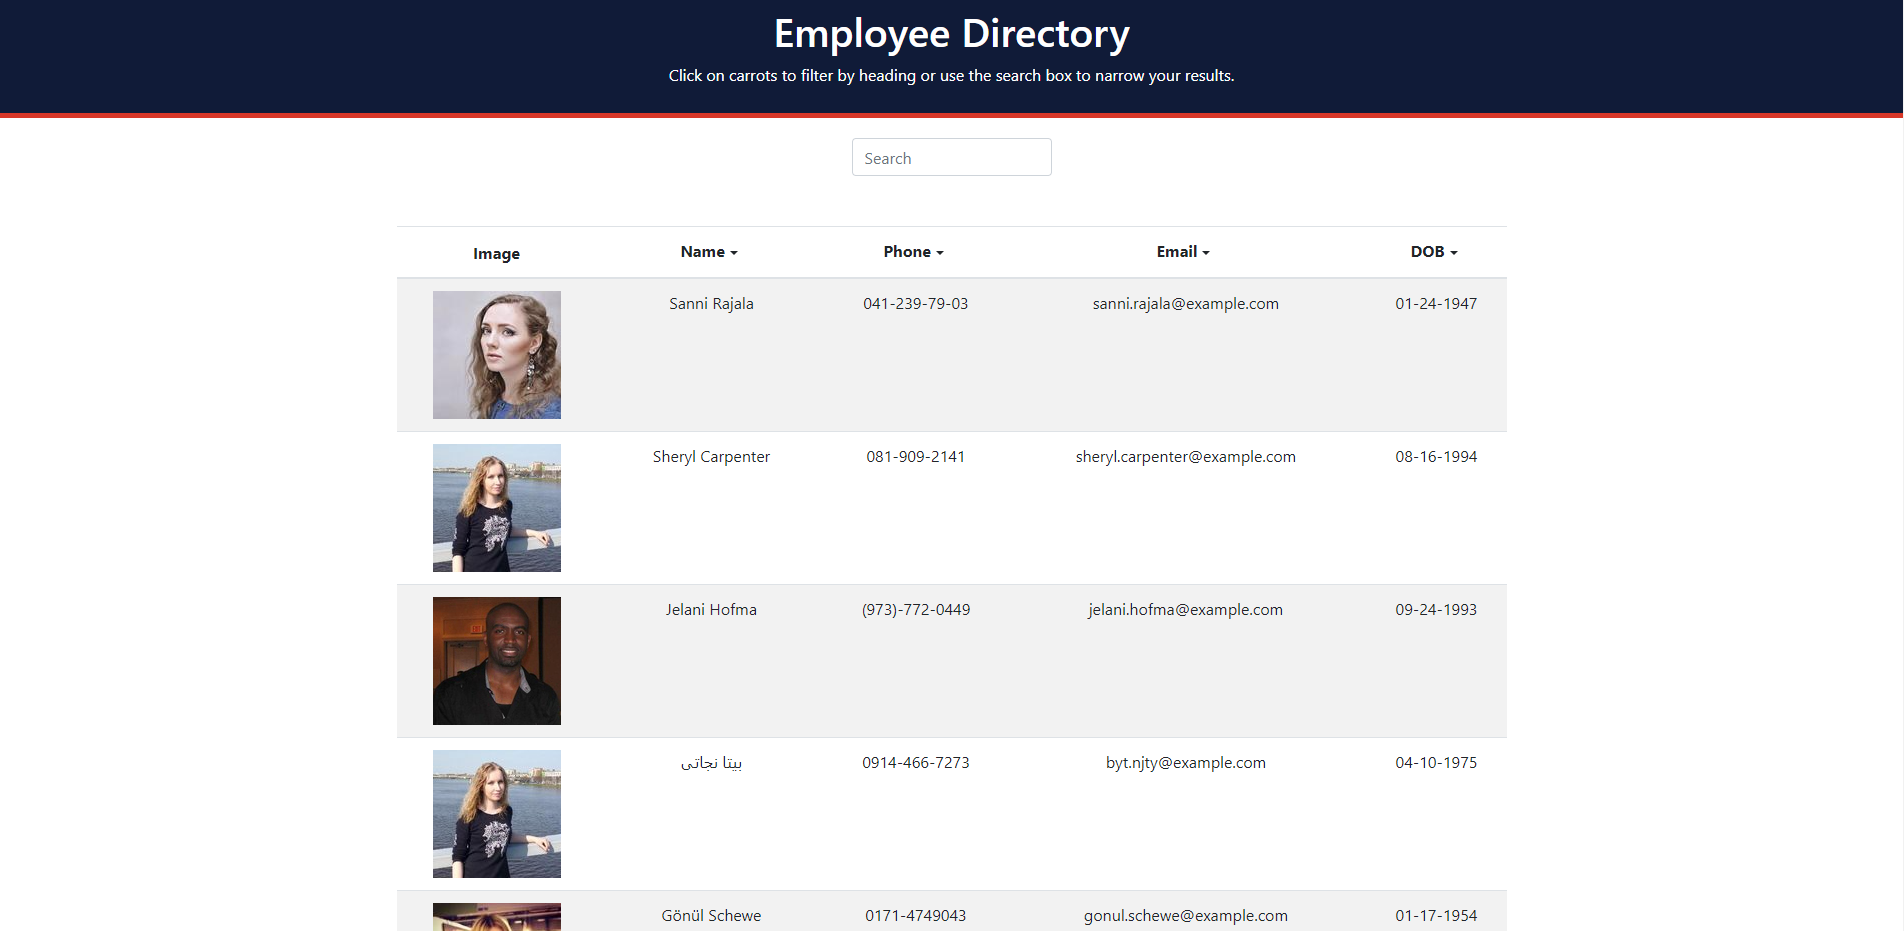 Employee Directory
Click on carrots to filter by heading or use the search box to narrow your results.
Search
Image Name Phone Email DOB
Sanni Rajala 041-239-79-03 sanni.rajala@example.com 01-24-1947
Sheryl Carpenter 081-909-2141 sheryl.carpenter@example.com 08-16-1994
Jelani Hofma (973)-772-0449 jelani.hofma@example.com 09-24-1993
بیتا نجاتی 0914-466-7273 byt.njty@example.com 04-10-1975
Gönül Schewe 0171-4749043 gonul.schewe@example.com 01-17-1954